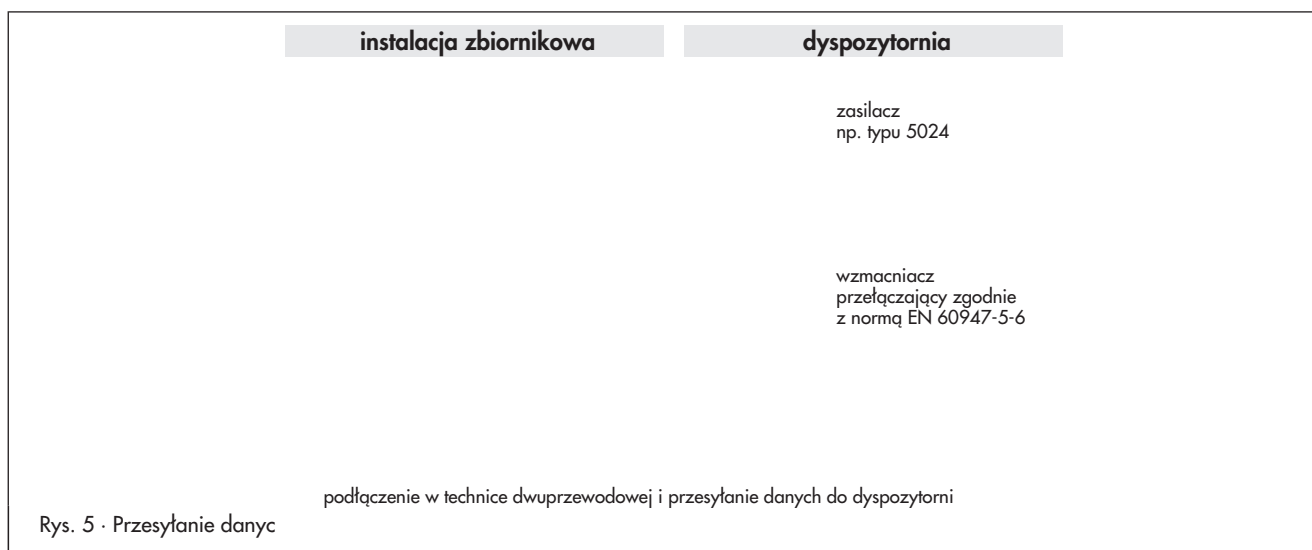 instalacja zbiornikowa
dyspozytornia
zasilacz
np. typu 5024
wzmacniacz
przełączający zgodnie
z normą EN 60947-5-6
podłączenie w technice dwuprzewodowej i przesyłanie danych do dyspozytorni
Rys. 5 · Przesyłanie danyc